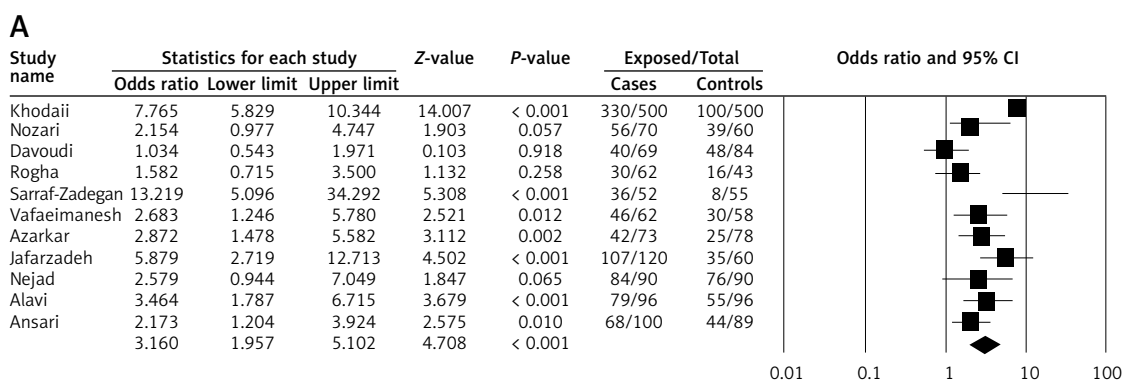 A
Study name Statistics for each study Z-value P-value Exposed/Total Odds ratio and 95% CI
Odds ratio Lower limit Upper limit Cases Controls
Khodaii 7.765 5.829 10.344 14.007 < 0.001 330/500 100/500
Nozari 2.154 0.977 4.747 1.903 0.057 56/70 39/60
Davoudi 1.034 0.543 1.971 0.103 0.918 40/69 48/84
Rogha 1.582 0.715 3.500 1.132 0.258 30/62 16/43
Sarraf-Zadegan 13.219 5.096 34.292 5.308 < 0.001 36/52 8/55
Vafaeimanesh 2.683 1.246 5.780 2.521 0.012 46/62 30/58
Azarkar 2.872 1.478 5.582 3.112 0.002 42/73 25/78
Jafarzadeh 5.879 2.719 12.713 4.502 < 0.001 107/120 35/60
Nejad 2.579 0.944 7.049 1.847 0.065 84/90 76/90
Alavi 3.464 1.787 6.715 3.679 < 0.001 79/96 55/96
Ansari 2.173 1.204 3.924 2.575 0.010 68/100 44/89
3.160 1.957 5.102 4.708 < 0.001
0.01 0.1 1 10 100